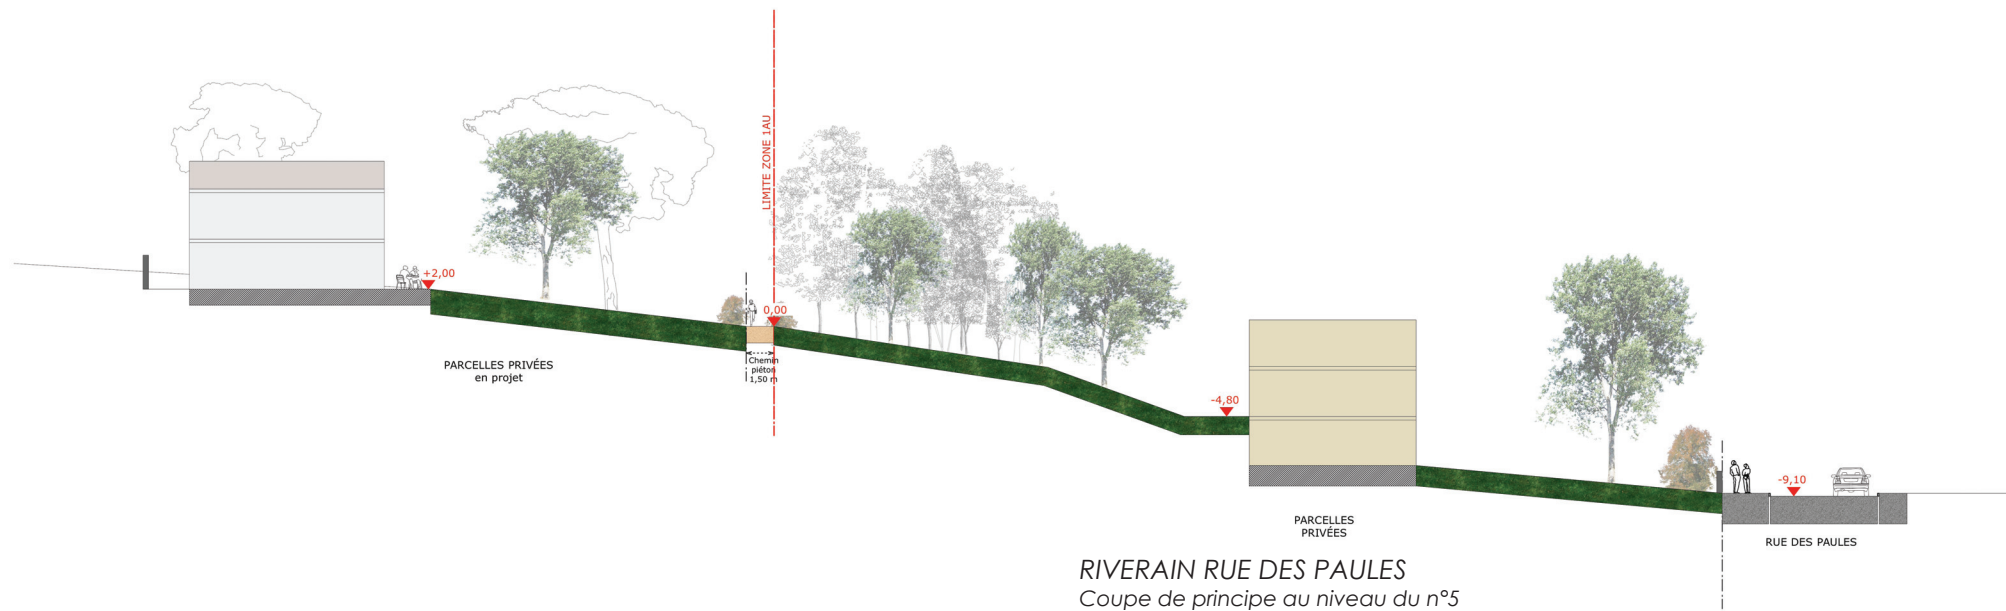 LIMITE ZONE 1AU
+2,00
0,00
PARCELLES PRIVÉES
en projet
Chemin
piéton
1,50 m
-4,80
-9,10
PARCELLES
PRIVÉES
RUE DES PAULES
RIVERAIN RUE DES PAULES
Coupe de principe au niveau du n°5